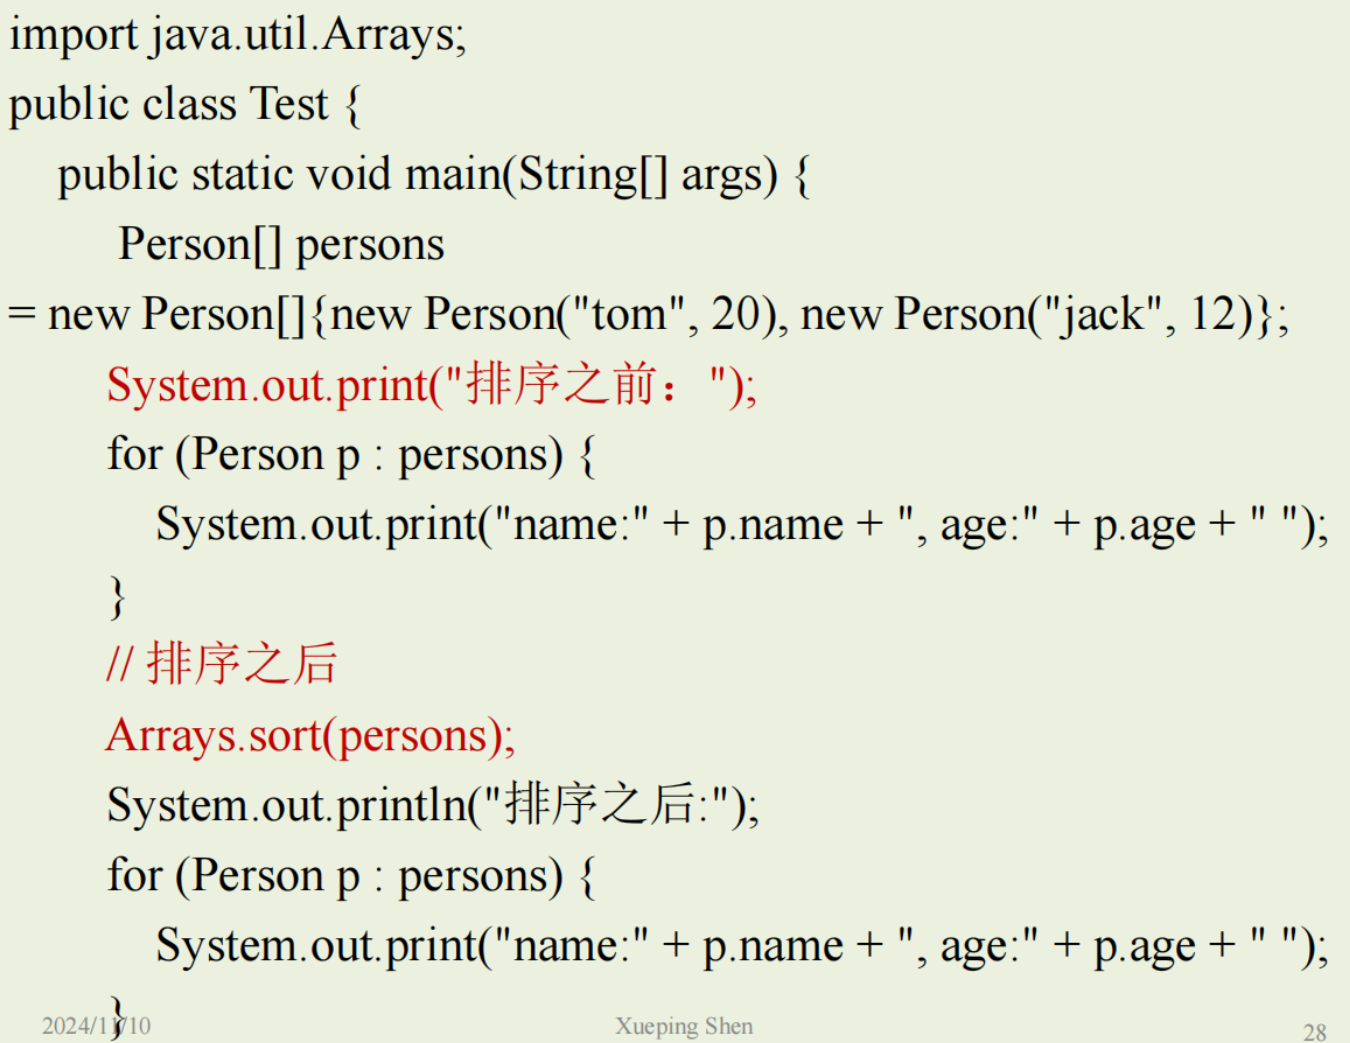 import java.util.Arrays;
public class Test {
public static void main(String[] args) {
Person[] persons
= new Person[]{new Person("tom", 20), new Person("jack", 12)};
System.out.print("排序之前：");
for (Person p : persons) {
System.out.print("name:" + p.name + ", age:" + p.age + " ");
}
// 排序之后
Arrays.sort(persons);
System.out.println("排序之后:");
for (Person p : persons) {
System.out.print("name:" + p.name + ", age:" + p.age + " ");
}
2024/11/10 Xueping Shen 28